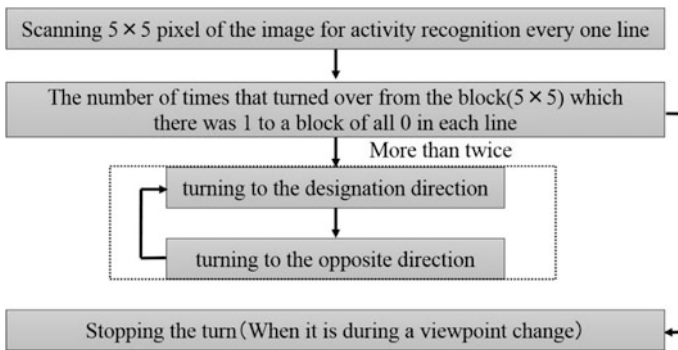 Scanning 5×5 pixel of the image for activity recognition every one line
The number of times that turned over from the block(5×5) which
there was 1 to a block of all 0 in each line
More than twice
turning to the designation direction
turning to the opposite direction
Stopping the turn(When it is during a viewpoint change)